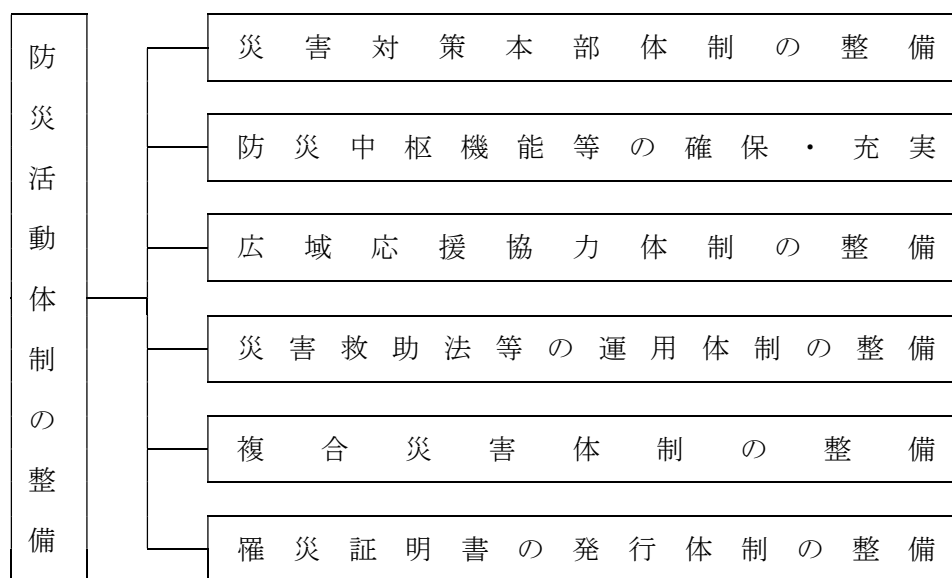 防災活動体制の整備
災害対策本部体制の整備
防災中枢機能等の確保・充実
広域応援協力体制の整備
災害救助法等の運用体制の整備
複合災害体制の整備
罹災証明書の発行体制の整備